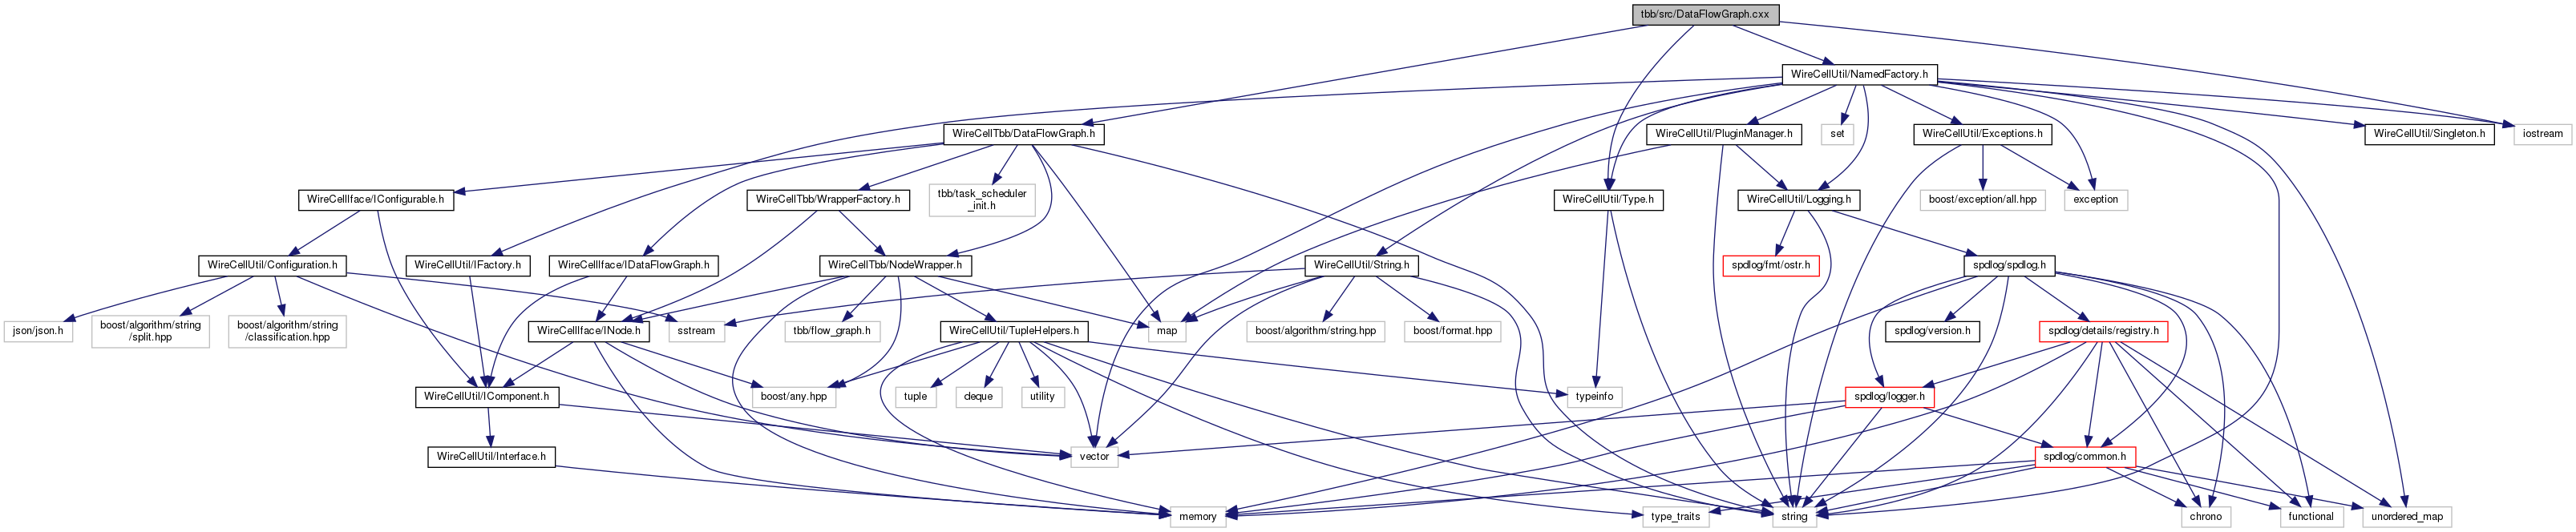 tbb/src/DataFlowGraph.cxx
WireCellUtil/NamedFactory.h
WireCellTbb/DataFlowGraph.h
WireCellUtil/PluginManager.h
set
WireCellUtil/Exceptions.h
WireCellUtil/Singleton.h
iostream
WireCellIface/IConfigurable.h
WireCellTbb/WrapperFactory.h
tbb/task_scheduler
_init.h
WireCellUtil/Type.h
WireCellUtil/Logging.h
boost/exception/all.hpp
exception
WireCellUtil/Configuration.h
WireCellUtil/IFactory.h
WireCellIface/IDataFlowGraph.h
WireCellTbb/NodeWrapper.h
WireCellUtil/String.h
spdlog/fmt/ostr.h
spdlog/spdlog.h
json/json.h
boost/algorithm/string
/split.hpp
boost/algorithm/string
/classification.hpp
sstream
WireCellIface/INode.h
tbb/flow_graph.h
WireCellUtil/TupleHelpers.h
map
boost/algorithm/string.hpp
boost/format.hpp
spdlog/version.h
spdlog/details/registry.h
WireCellUtil/IComponent.h
boost/any.hpp
tuple
deque
utility
typeinfo
spdlog/logger.h
WireCellUtil/Interface.h
vector
spdlog/common.h
memory
type_traits
string
chrono
functional
unordered_map